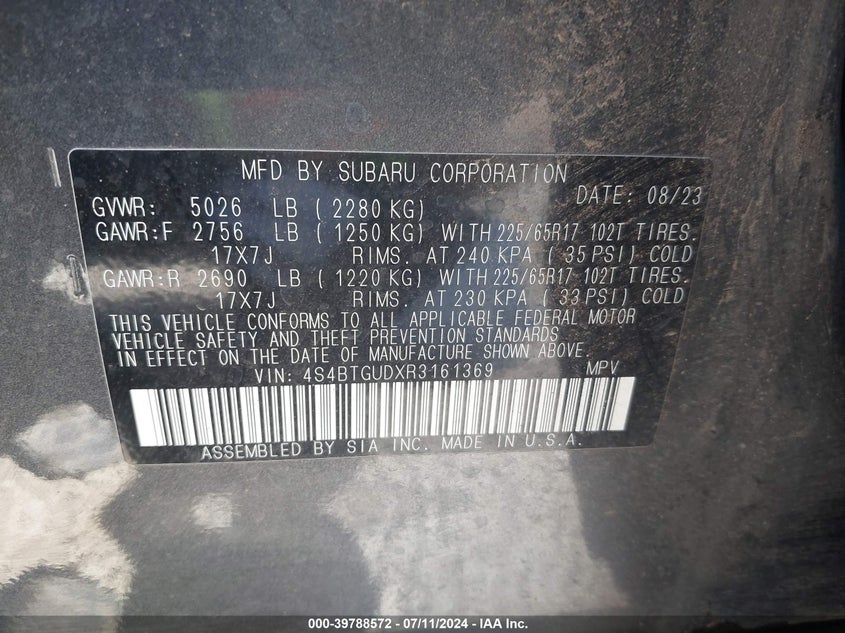 MFD BY SUBARU CORPORATION
DATE: 08/23
GVWR: 5026 LB ( 2280 KG)
GAWR:F 2756 LB ( 1250 KG) WITH 225/65R17 102T TIRES.
17X7J RIMS. AT 240 KPA ( 35 PSI) COLD
GAWR:R 2690 LB ( 1220 KG) WITH 225/65R17 102T TIRES.
17X7J RIMS. AT 230 KPA ( 33 PSI) COLD
THIS VEHICLE CONFORMS TO ALL APPLICABLE FEDERAL MOTOR
VEHICLE SAFETY AND THEFT PREVENTION STANDARDS
IN EFFECT ON THE DATE OF MANUFACTURE SHOWN ABOVE.
VIN: 4S4BTGUDXR3161369 MPV
ASSEMBLED BY SIA INC. MADE IN U.S.A.
000-39788572 - 07/11/2024 - IAA Inc.